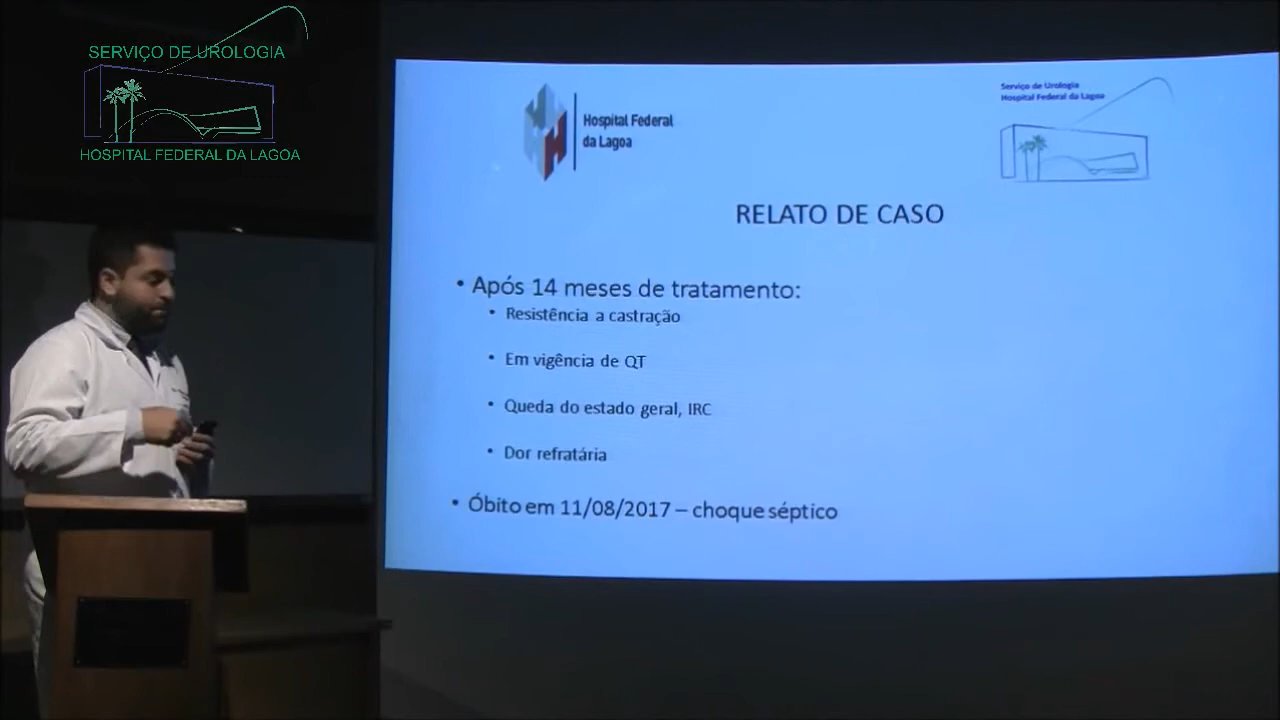 SERVIÇO DE UROLOGIA
HOSPITAL FEDERAL DA LAGOA
Hospital Federal
da Lagoa
Serviço de Urologia
Hospital Federal da Lagoa
RELATO DE CASO
• Após 14 meses de tratamento:
• Resistência a castração
• Em vigência de QT
• Queda do estado geral, IRC
• Dor refratária
• Óbito em 11/08/2017 – choque séptico